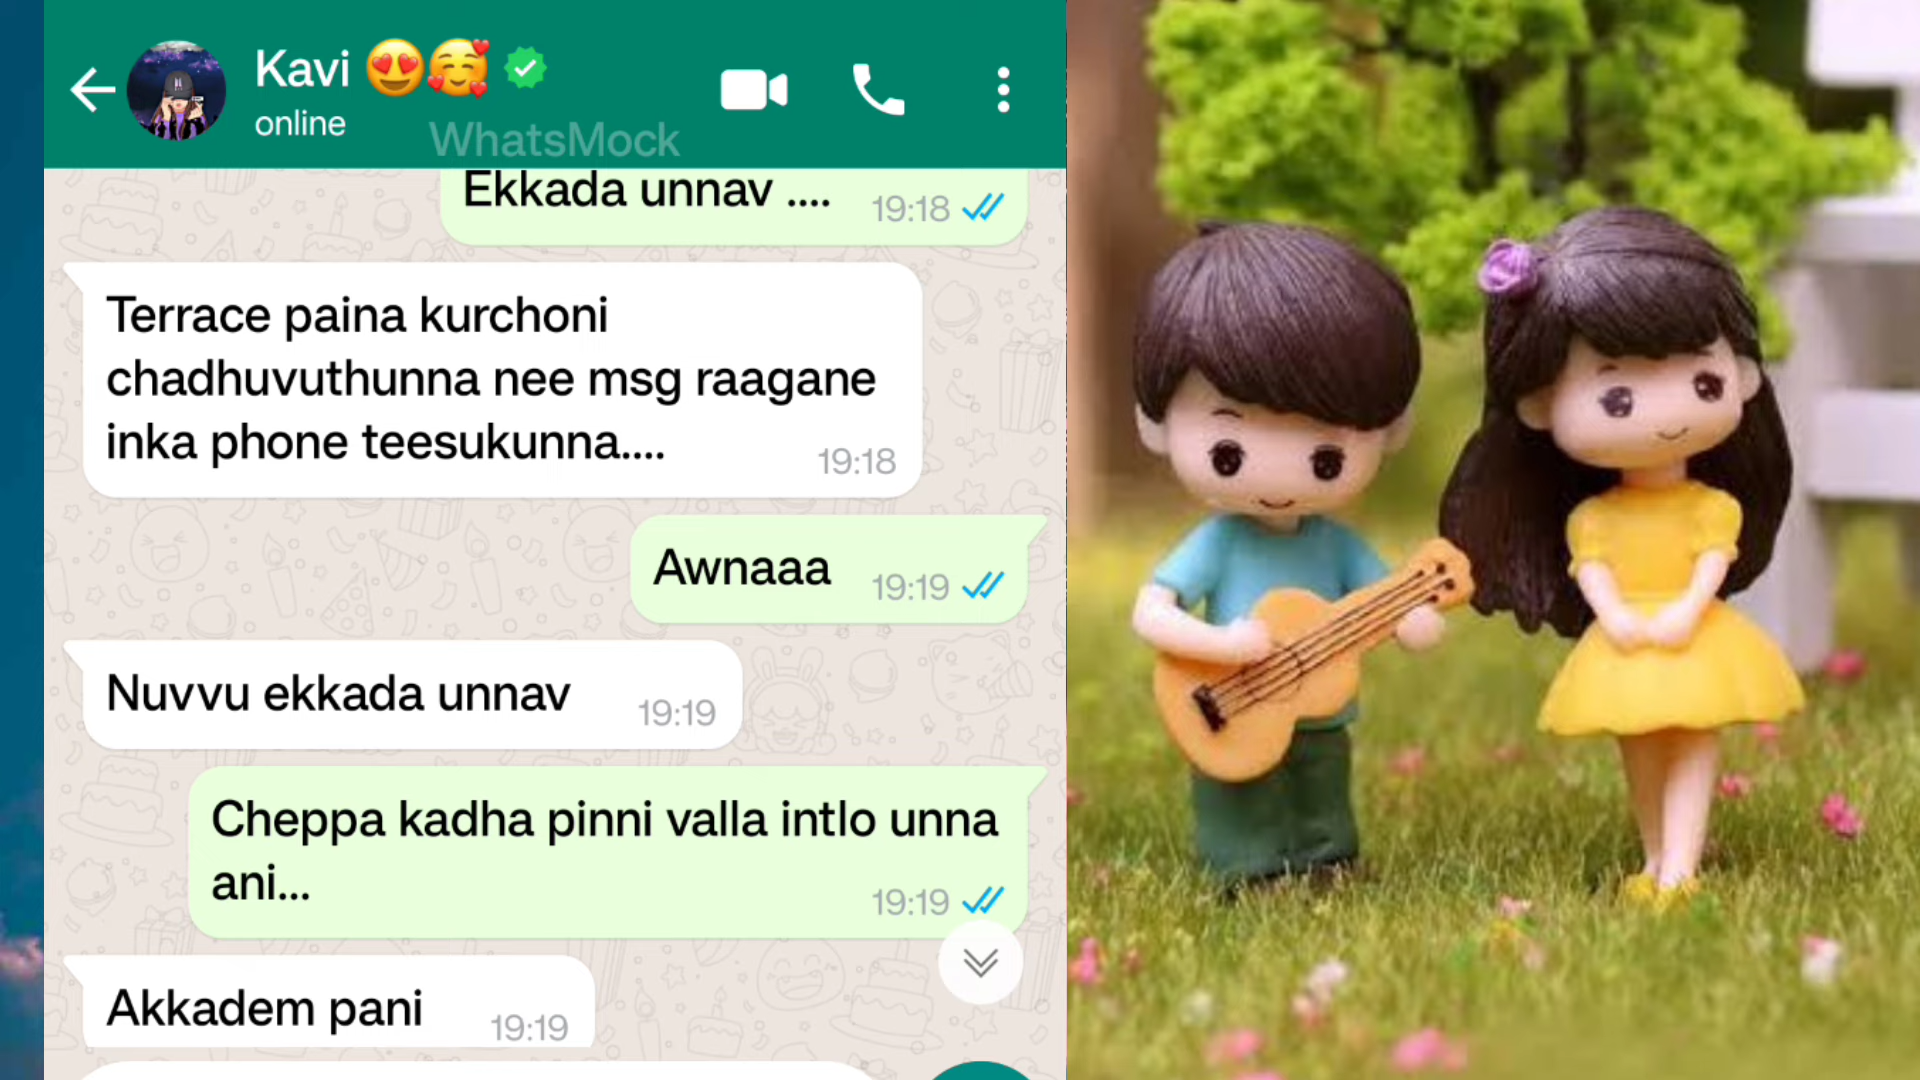 Kavi 😍🥰
online
WhatsMock
Ekkada unnav ....
19:18
Terrace paina kurchoni
chadhuvuthunna nee msg raagane
inka phone teesukunna....
19:18
Awnaaa
19:19
Nuvvu ekkada unnav
19:19
Cheppa kadha pinni valla intlo unna
ani...
19:19
Akkadem pani
19:19